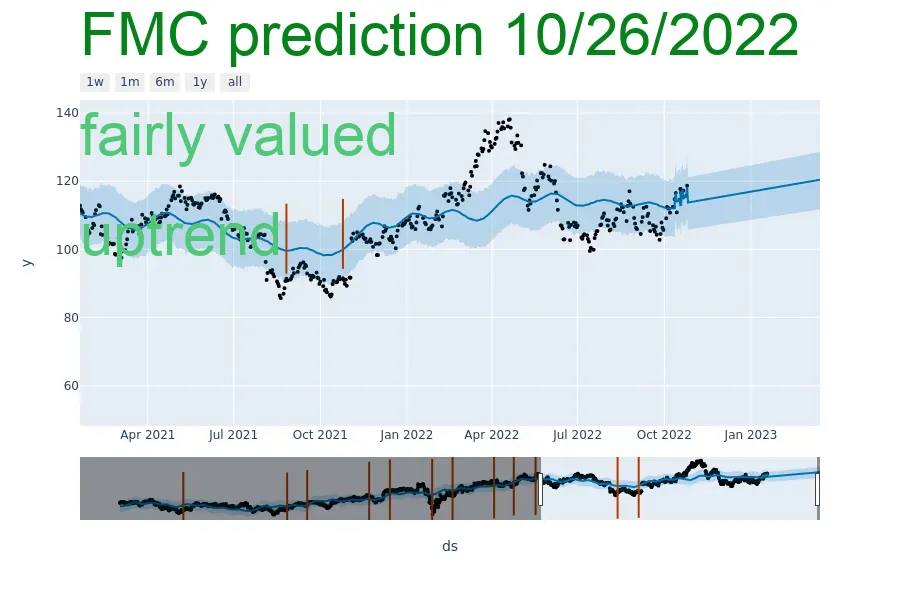 FMC prediction 10/26/2022
1w 1m 6m 1y all
140
fairly valued
120
uptrend
100
y
80
60
Apr 2021 Jul 2021 Oct 2021 Jan 2022 Apr 2022 Jul 2022 Oct 2022 Jan 2023
ds